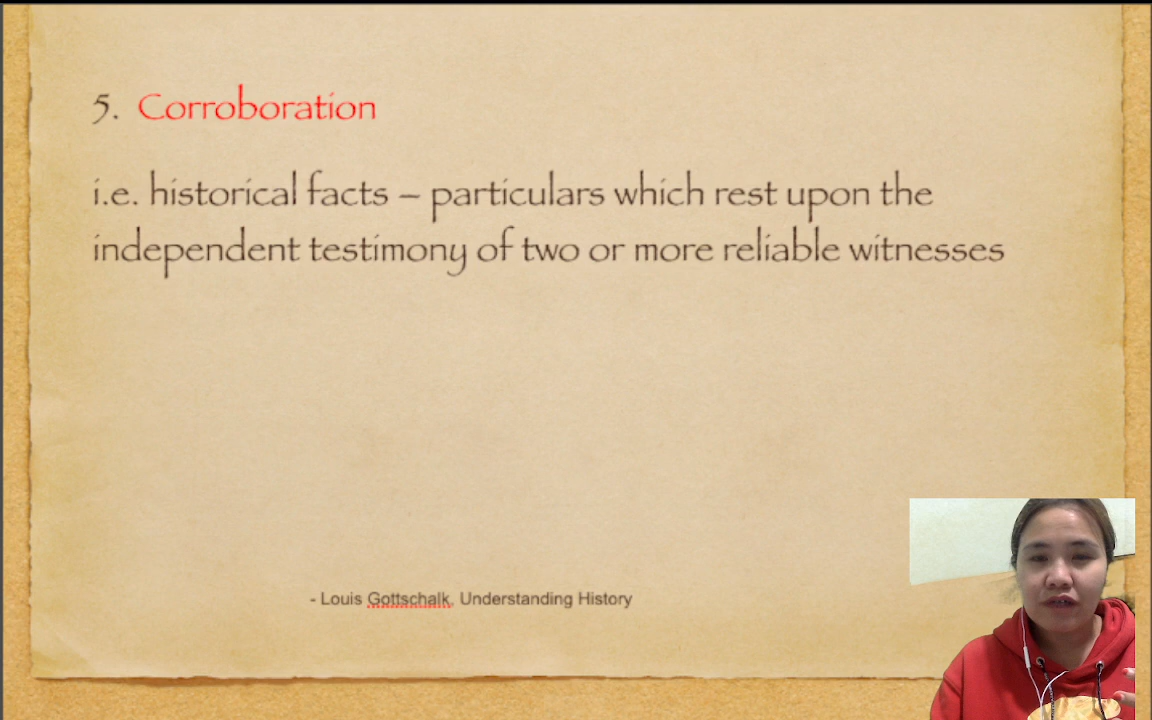 5. Corroboration
i.e. historical facts – particulars which rest upon the
independent testimony of two or more reliable witnesses
- Louis Gottschalk, Understanding History